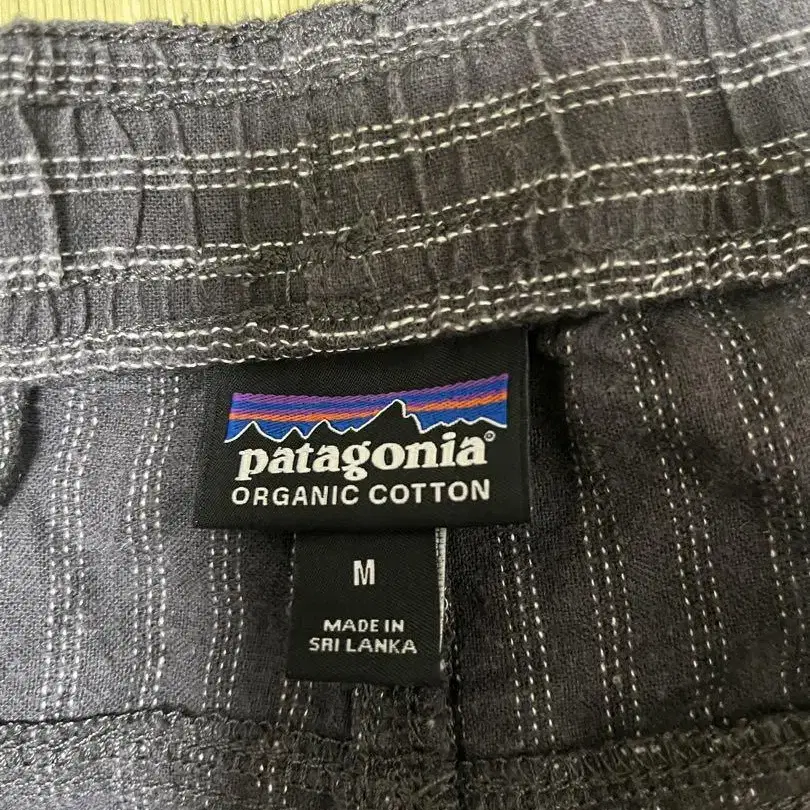 patagonia®
ORGANIC COTTON
M
MADE IN
SRI LANKA